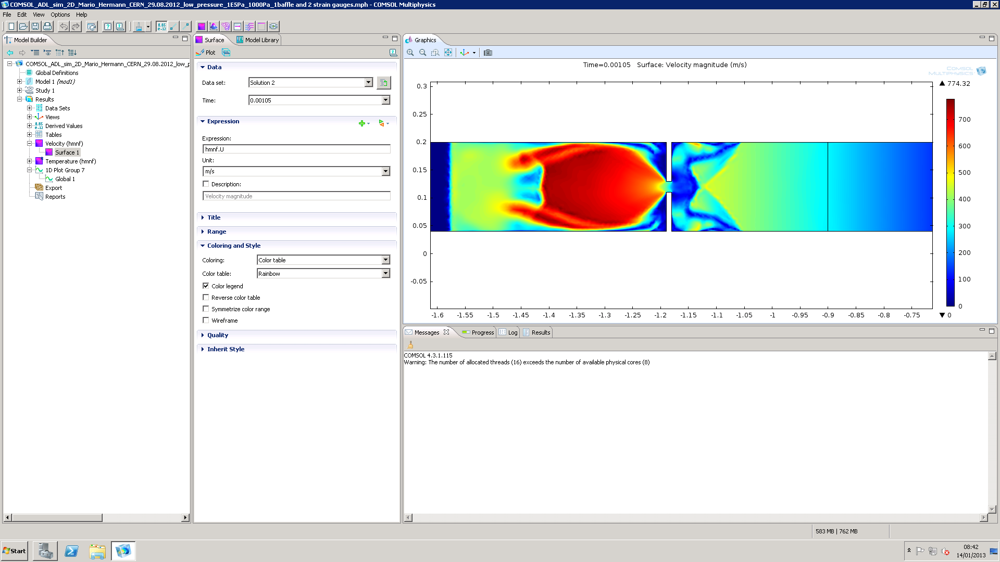 COMSOL_ADL_sim_2D_Mario_Hermann_CERN_29.08.2012_low_pressure_1E5Pa_1000Pa_1baffle and 2 strain gauges.mph - COMSOL Multiphysics
File Edit View Options Help
8.85
e-12
Model Builder
COMSOL_ADL_sim_2D_Mario_Hermann_CERN_29.08.2012_low_p
Global Definitions
Model 1 (mod1)
Study 1
Results
Data Sets
Views
8.85
e-12
Derived Values
Tables
Velocity (hmnf)
Surface 1
Temperature (hmnf)
1D Plot Group 7
Global 1
Export
Reports
Surface Model Library
Plot
Data
Data set: Solution 2
Time: 0.00105
Expression
Expression:
hmnf.U
Unit:
m/s
Description:
Velocity magnitude
Title
Range
Coloring and Style
Coloring: Color table
Color table: Rainbow
Color legend
Reverse color table
Symmetrize color range
Wireframe
Quality
Inherit Style
Graphics
Time=0.00105 Surface: Velocity magnitude (m/s)
COMSOL
MULTIPHYSICS
774.32
0.3
0.25
0.2
0.15
0.1
0.05
0
-0.05
-1.6 -1.55 -1.5 -1.45 -1.4 -1.35 -1.3 -1.25 -1.2 -1.15 -1.1 -1.05 -1 -0.95 -0.9 -0.85 -0.8 -0.75
700
600
500
400
300
200
100
0
0
Messages Progress Log Results
COMSOL 4.3.1.115
Warning: The number of allocated threads (16) exceeds the number of available physical cores (8)
583 MB | 762 MB
Start
08:42
14/01/2013